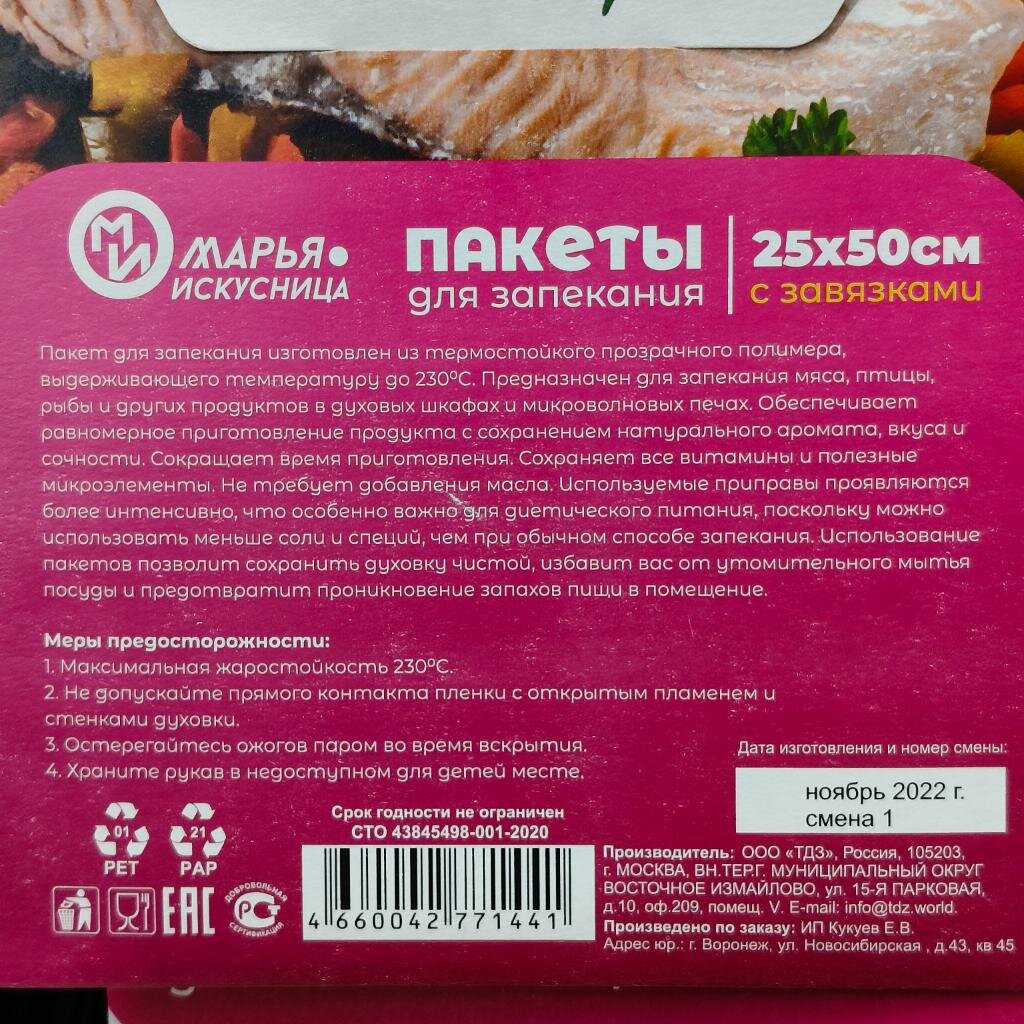 МИ
МАРЬЯ
ИСКУСНИЦА
ПАКЕТЫ
для запекания
25х50см
с завязками
Пакет для запекания изготовлен из термостойкого прозрачного полимера,
выдерживающего температуру до 230⁰С. Предназначен для запекания мяса, птицы,
рыбы и других продуктов в духовых шкафах и микроволновых печах. Обеспечивает
равномерное приготовление продукта с сохранением натурального аромата, вкуса и
сочности. Сокращает время приготовления. Сохраняет все витамины и полезные
микроэлементы. Не требует добавления масла. Используемые приправы проявляются
более интенсивно, что особенно важно для диетического питания, поскольку можно
использовать меньше соли и специй, чем при обычном способе запекания. Использование
пакетов позволит сохранить духовку чистой, избавит вас от утомительного мытья
посуды и предотвратит проникновение запахов пищи в помещение.
Меры предосторожности:
1. Максимальная жаростойкость 230⁰С.
2. Не допускайте прямого контакта пленки с открытым пламенем и
стенками духовки.
3. Остерегайтесь ожогов паром во время вскрытия.
4. Храните рукав в недоступном для детей месте.
Дата изготовления и номер смены:
ноябрь 2022 г.
смена 1
01
PET
21
PAP
EAC
ДОБРОВОЛЬНАЯ
РСТ
СЕРТИФИКАЦИЯ
Срок годности не ограничен
СТО 43845498-001-2020
4 660042 771441
Производитель: ООО «ТДЗ», Россия, 105203,
г. МОСКВА, ВН.ТЕР.Г. МУНИЦИПАЛЬНЫЙ ОКРУГ
ВОСТОЧНОЕ ИЗМАЙЛОВО, ул. 15-Я ПАРКОВАЯ,
д.10, оф.209, помещ. V. E-mail: info@tdz.world.
Произведено по заказу: ИП Кукуев Е.В.
Адрес юр.: г. Воронеж, ул. Новосибирская , д.43, кв 45